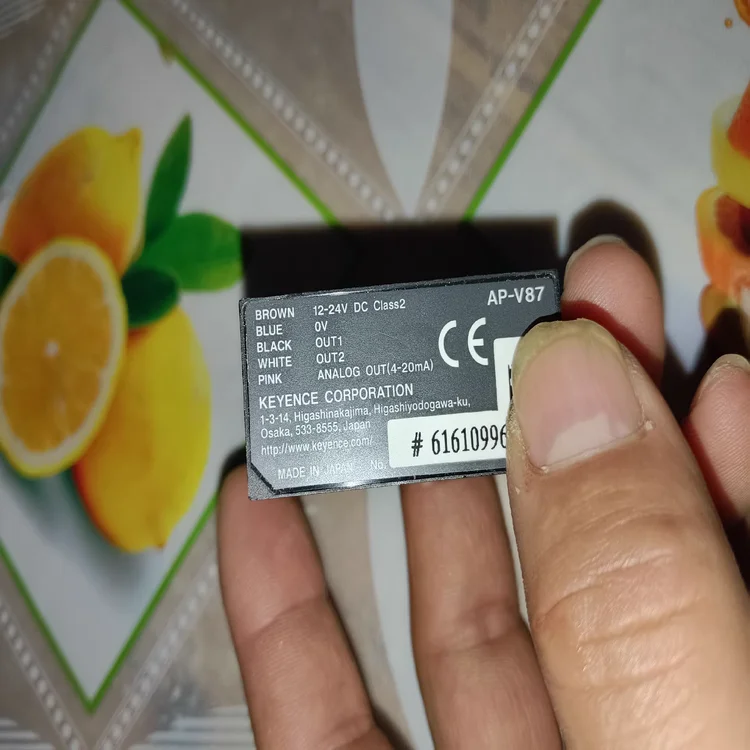 AP-V87
BROWN 12-24V DC Class2
BLUE 0V
BLACK OUT1
WHITE OUT2
PINK ANALOG OUT(4-20mA)
CE
KEYENCE CORPORATION
1-3-14, Higashinakajima, Higashiyodogawa-ku,
Osaka, 533-8555, Japan
http://www.keyence.com/
# 6161099
MADE IN JAPAN No.